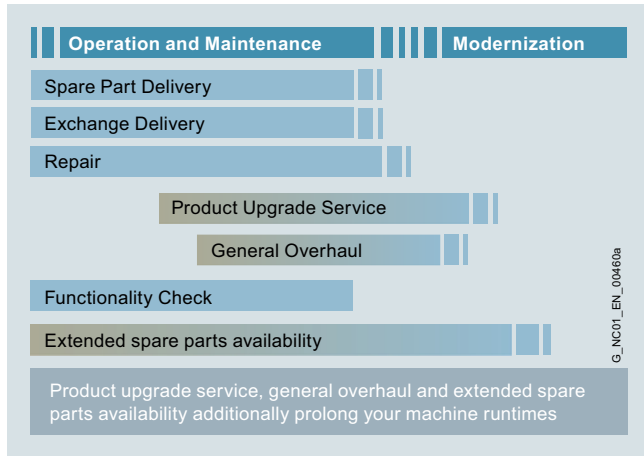 Operation and Maintenance Modernization
Spare Part Delivery
Exchange Delivery
Repair
Product Upgrade Service
General Overhaul
Functionality Check
Extended spare parts availability
G_NC01_EN_00460a
Product upgrade service, general overhaul and extended spare
parts availability additionally prolong your machine runtimes